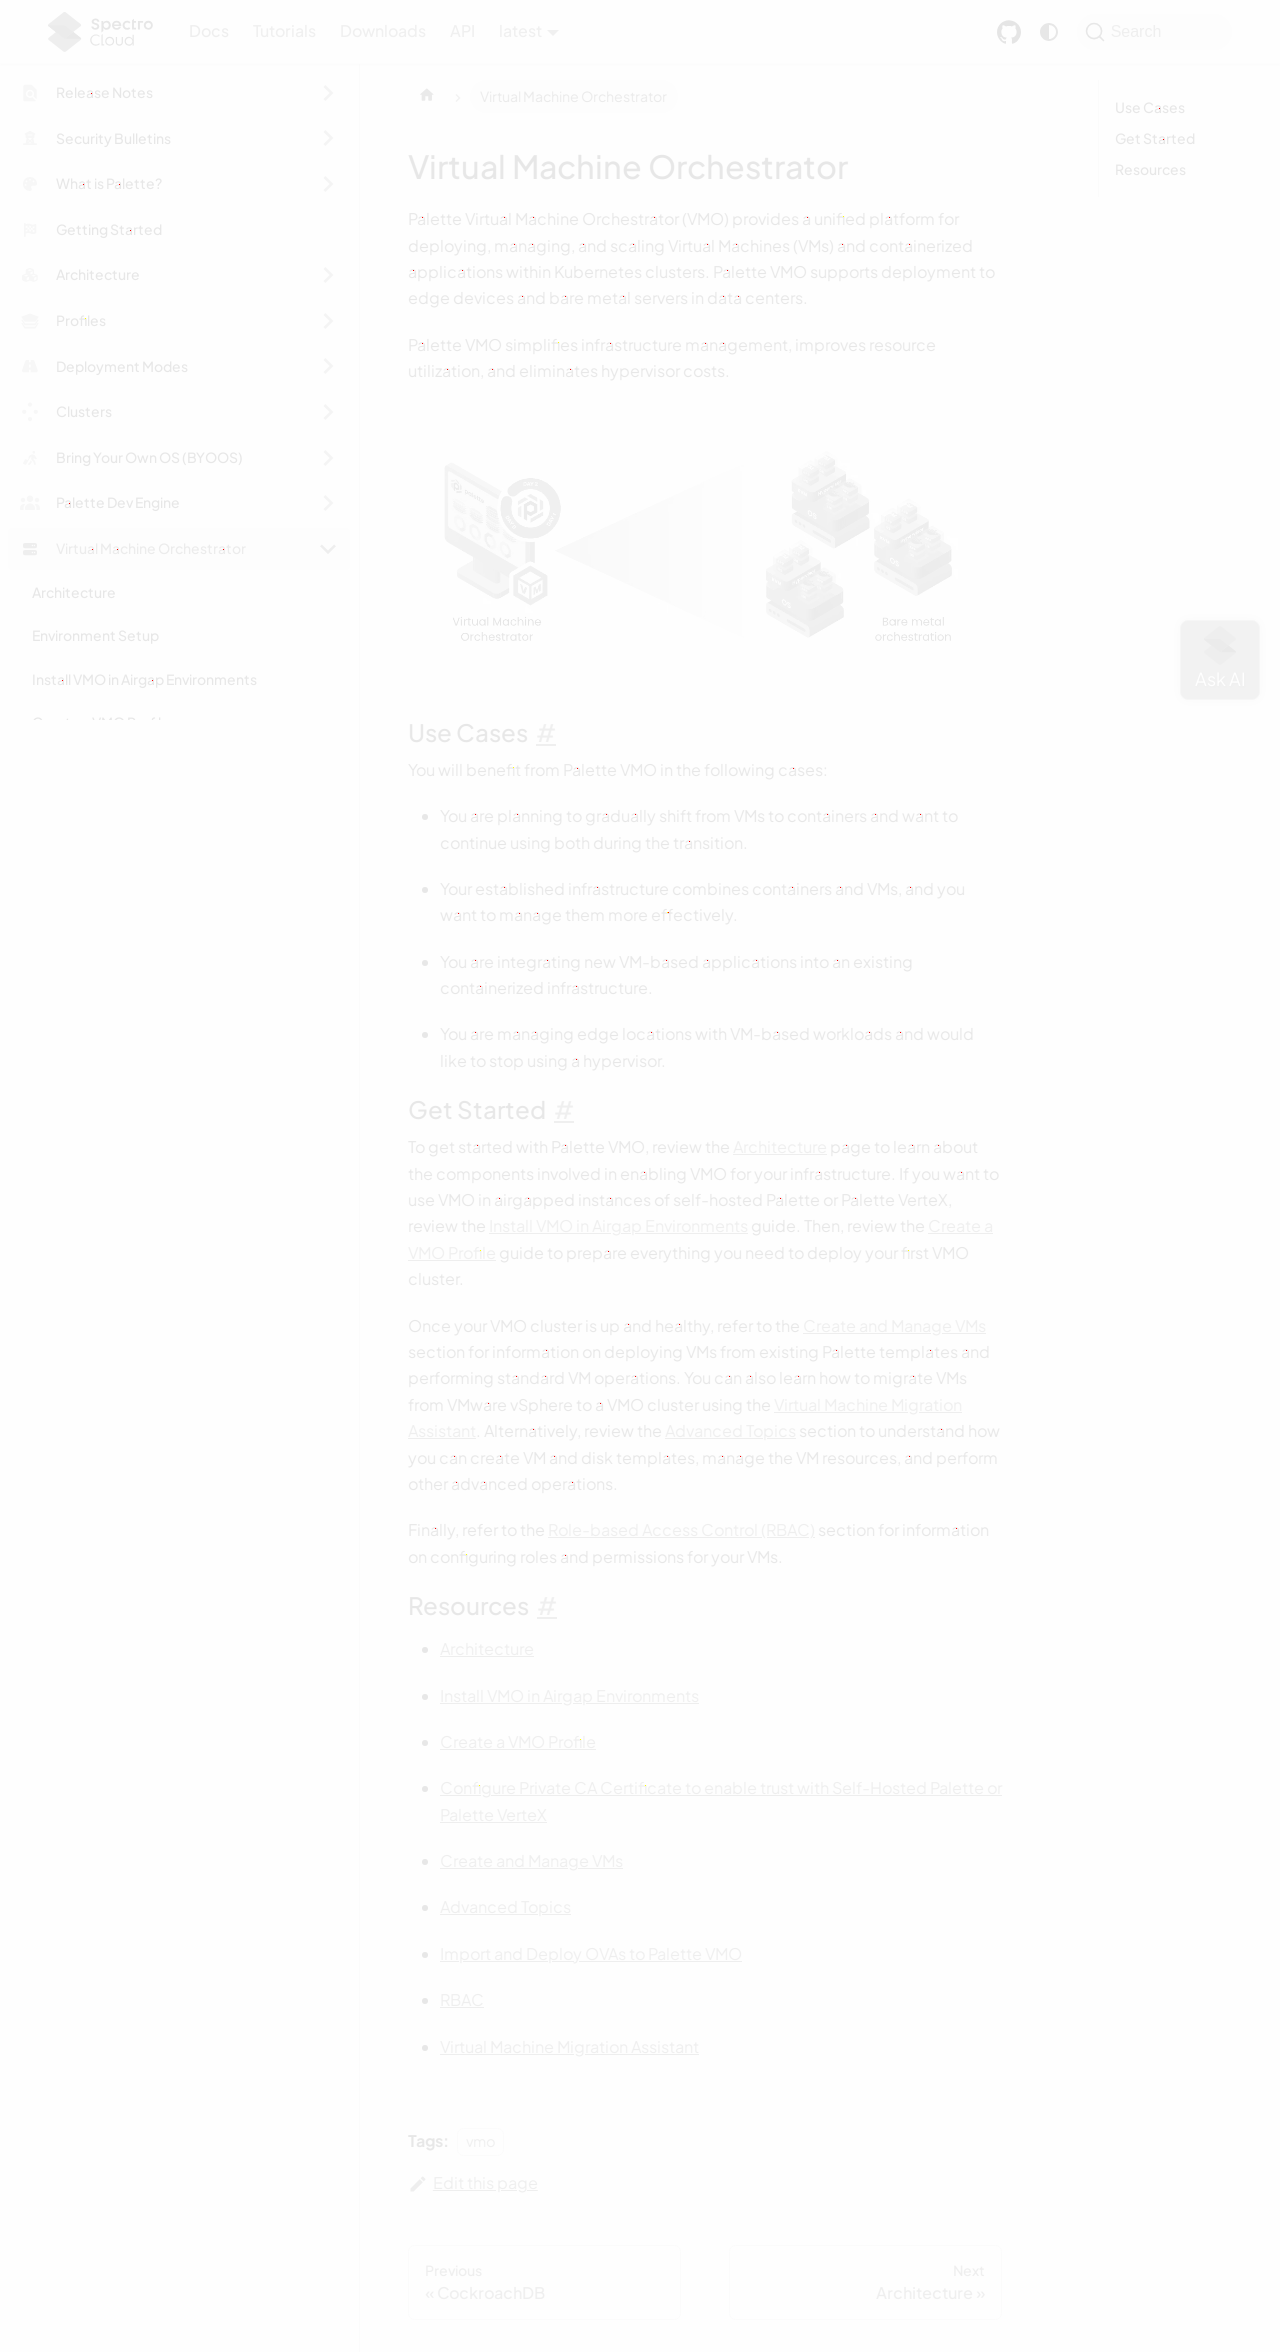 Spectro
Cloud
Docs
Tutorials
Downloads
API
latest
Search
Release Notes
Security Bulletins
What is Palette?
Getting Started
Architecture
Profiles
Deployment Modes
Clusters
Bring Your Own OS (BYOOS)
Palette Dev Engine
Virtual Machine Orchestrator
Architecture
Environment Setup
Install VMO in Airgap Environments
Virtual Machine Orchestrator
Virtual Machine Orchestrator
Palette Virtual Machine Orchestrator (VMO) provides a unified platform for
deploying, managing, and scaling Virtual Machines (VMs) and containerized
applications within Kubernetes clusters. Palette VMO supports deployment to
edge devices and bare metal servers in data centers.
Palette VMO simplifies infrastructure management, improves resource
utilization, and eliminates hypervisor costs.
Virtual Machine
Orchestrator
Bare metal
orchestration
Use Cases #
You will benefit from Palette VMO in the following cases:
You are planning to gradually shift from VMs to containers and want to
continue using both during the transition.
Your established infrastructure combines containers and VMs, and you
want to manage them more effectively.
You are integrating new VM-based applications into an existing
containerized infrastructure.
You are managing edge locations with VM-based workloads and would
like to stop using a hypervisor.
Get Started #
To get started with Palette VMO, review the Architecture page to learn about
the components involved in enabling VMO for your infrastructure. If you want to
use VMO in airgapped instances of self-hosted Palette or Palette VerteX,
review the Install VMO in Airgap Environments guide. Then, review the Create a
VMO Profile guide to prepare everything you need to deploy your first VMO
cluster.
Once your VMO cluster is up and healthy, refer to the Create and Manage VMs
section for information on deploying VMs from existing Palette templates and
performing standard VM operations. You can also learn how to migrate VMs
from VMware vSphere to a VMO cluster using the Virtual Machine Migration
Assistant. Alternatively, review the Advanced Topics section to understand how
you can create VM and disk templates, manage the VM resources, and perform
other advanced operations.
Finally, refer to the Role-based Access Control (RBAC) section for information
on configuring roles and permissions for your VMs.
Resources #
Architecture
Install VMO in Airgap Environments
Create a VMO Profile
Configure Private CA Certificate to enable trust with Self-Hosted Palette or
Palette VerteX
Create and Manage VMs
Advanced Topics
Import and Deploy OVAs to Palette VMO
RBAC
Virtual Machine Migration Assistant
Tags: vmo
Edit this page
Previous
« CockroachDB
Next
Architecture »
Use Cases
Get Started
Resources
Ask AI